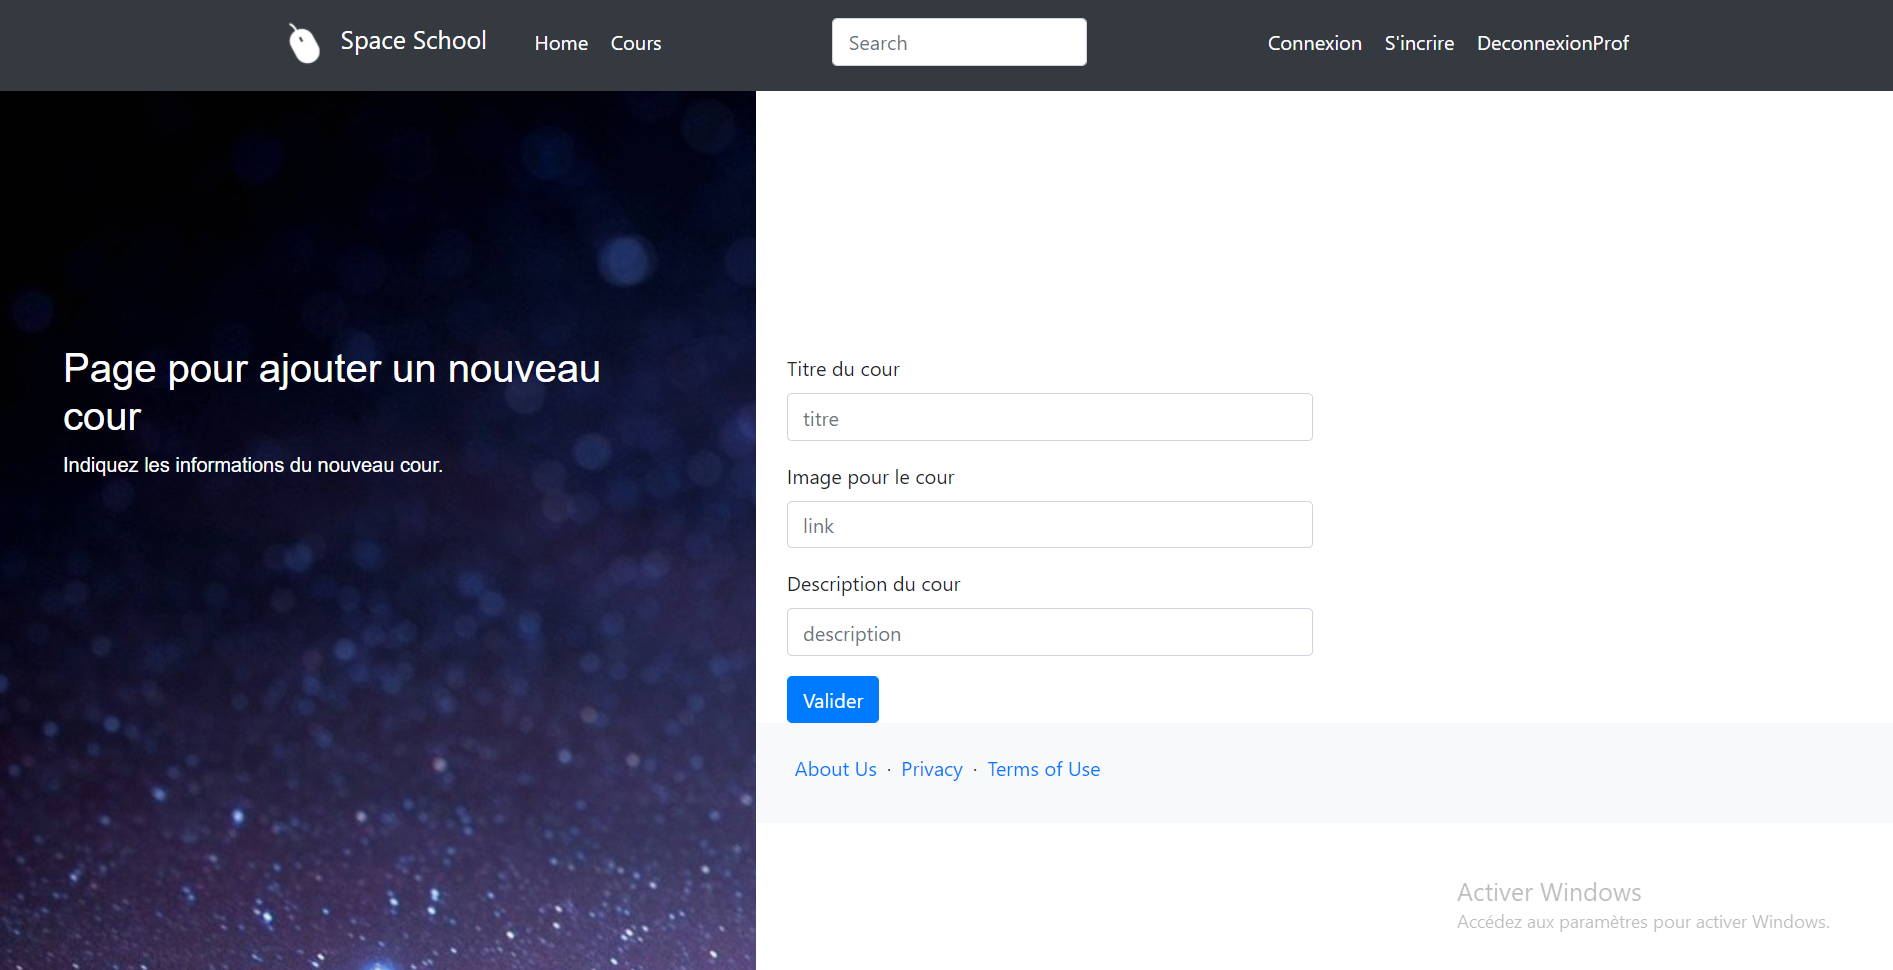 Space School
Home
Cours
Search
Connexion
S'incrire
DeconnexionProf
Page pour ajouter un nouveau
cour
Indiquez les informations du nouveau cour.
Titre du cour
titre
Image pour le cour
link
Description du cour
description
Valider
About Us · Privacy · Terms of Use
Activer Windows
Accédez aux paramètres pour activer Windows.